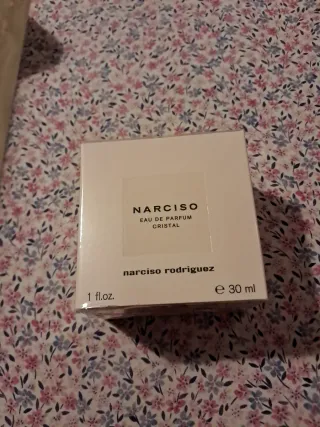 NARCISO
EAU DE PARFUM
CRISTAL
narciso rodriguez
1 fl.oz. ℮ 30 ml